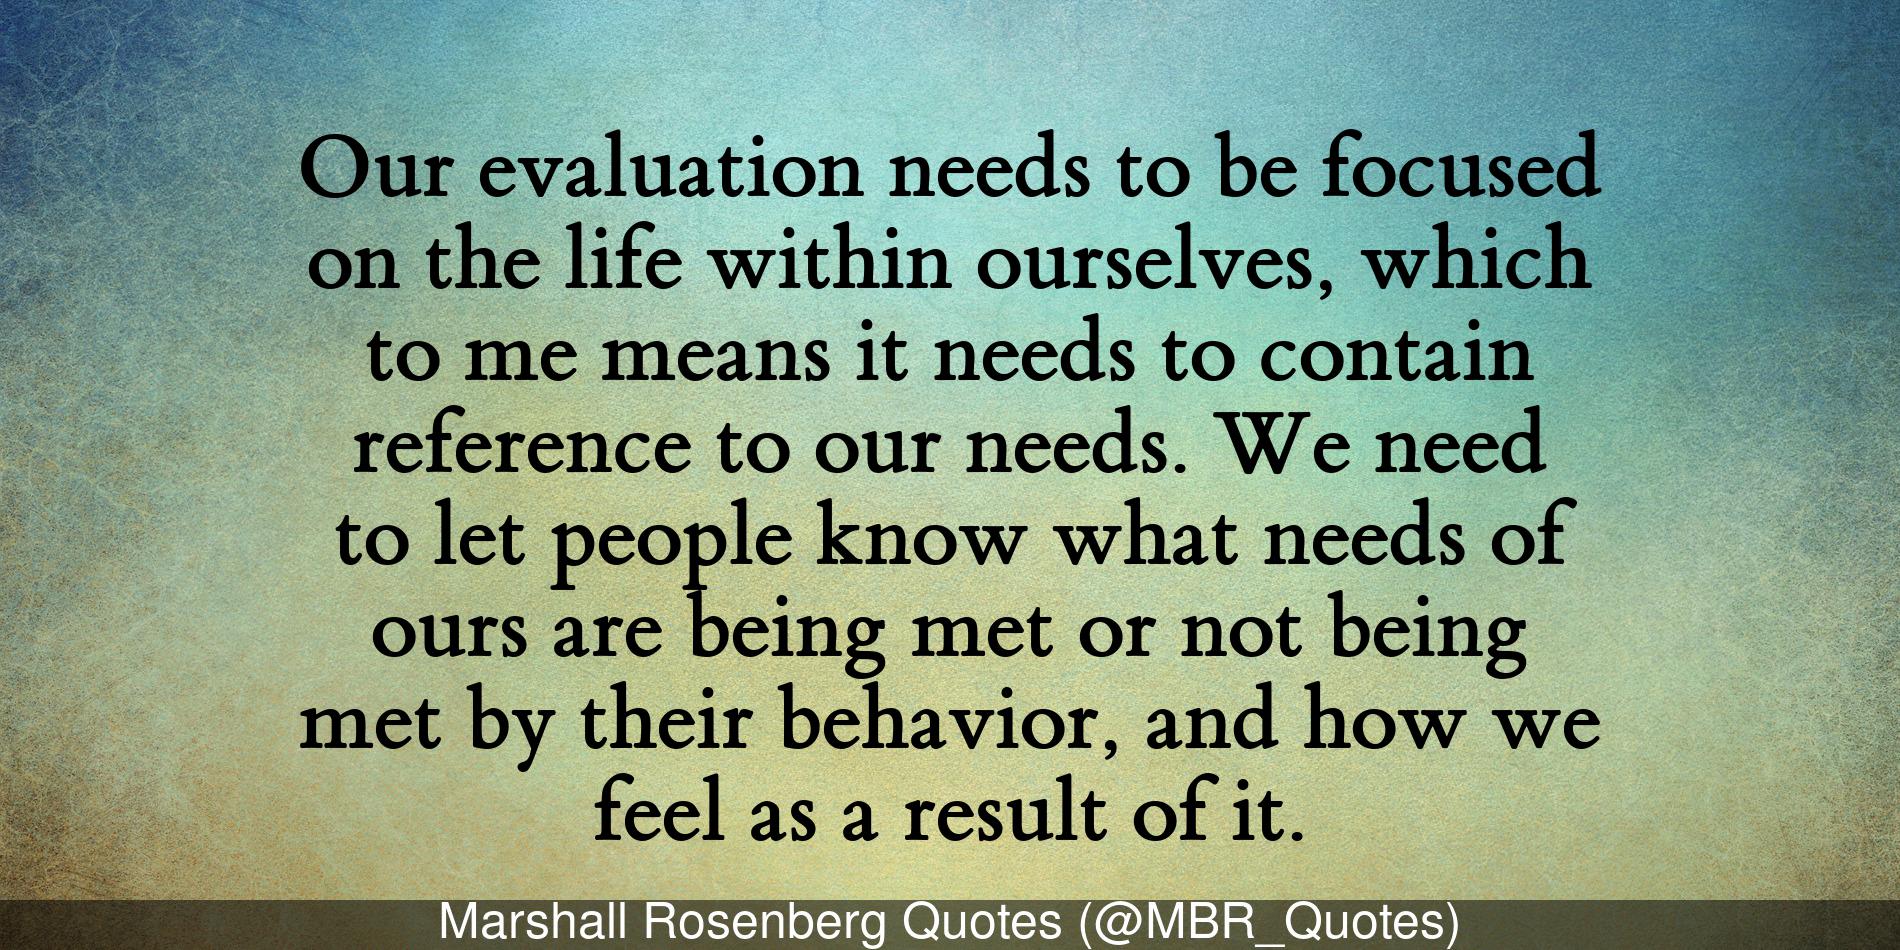 Our evaluation needs to be focused
on the life within ourselves, which
to me means it needs to contain
reference to our needs. We need
to let people know what needs of
ours are being met or not being
met by their behavior, and how we
feel as a result of it.
Marshall Rosenberg Quotes (@MBR_Quotes)